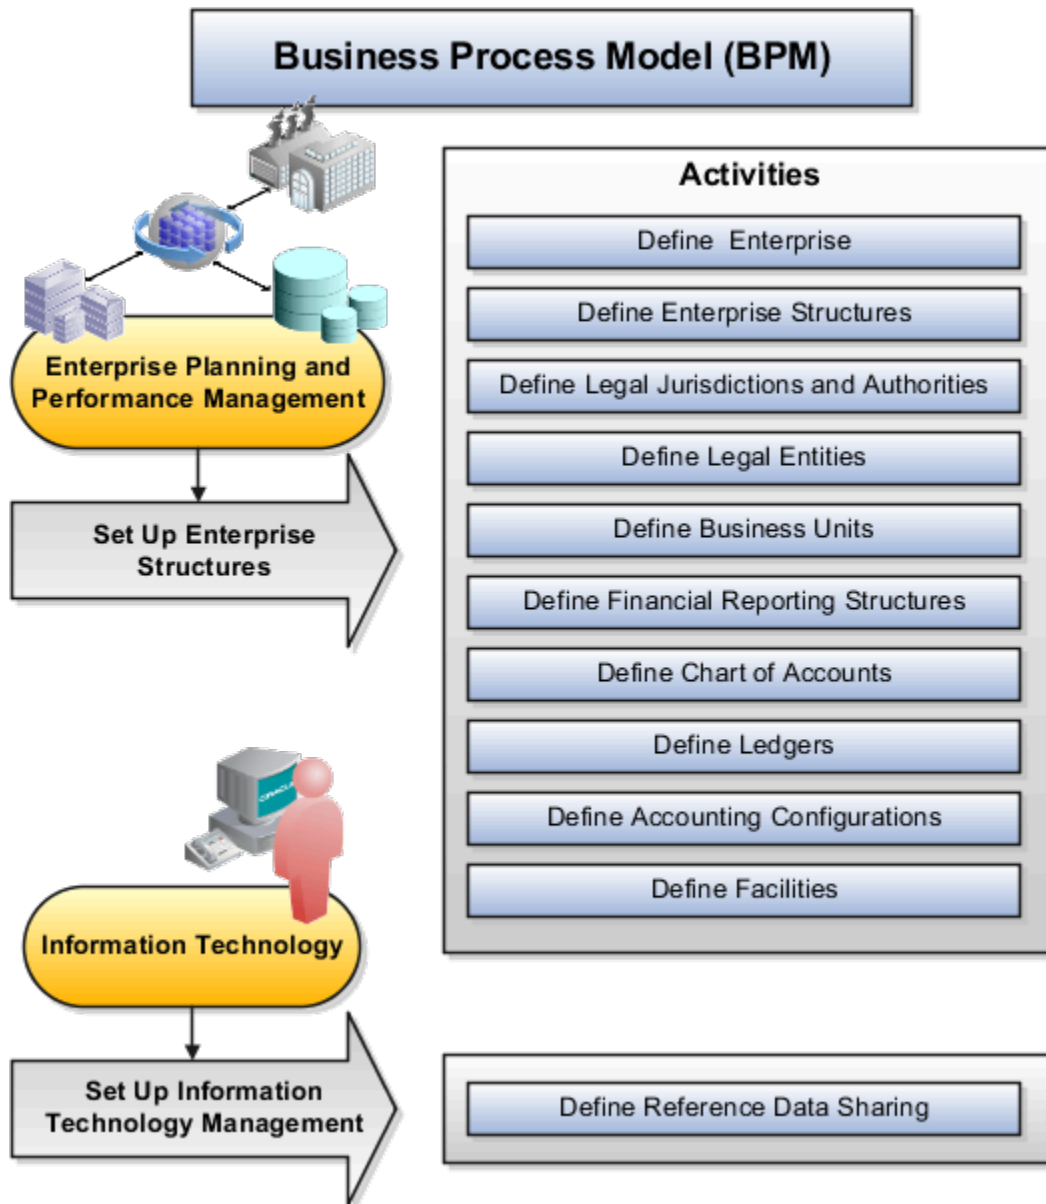 Business Process Model (BPM)
Activities
Define Enterprise
Define Enterprise Structures
Define Legal Jurisdictions and Authorities
Define Legal Entities
Define Business Units
Define Financial Reporting Structures
Define Chart of Accounts
Define Ledgers
Define Accounting Configurations
Define Facilities
Enterprise Planning and
Performance Management
Set Up Enterprise
Structures
Information Technology
Set Up Information
Technology Management
Define Reference Data Sharing